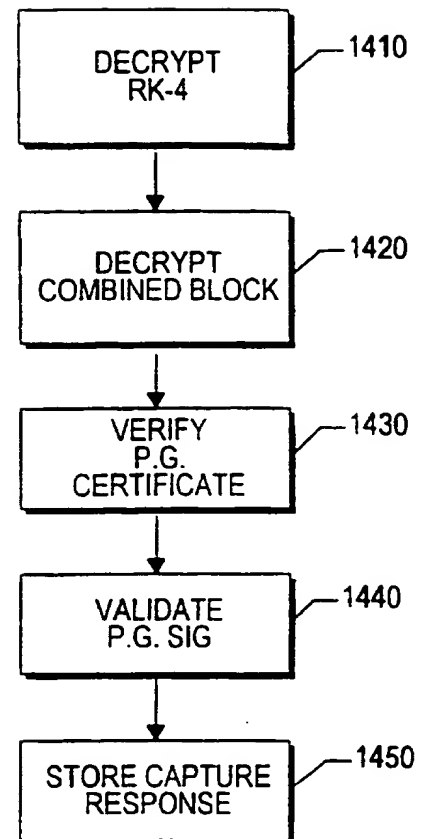 DECRYPT
RK-4
1410
DECRYPT
COMBINED BLOCK
1420
VERIFY
P.G.
CERTIFICATE
1430
VALIDATE
P.G. SIG
1440
STORE CAPTURE
RESPONSE
1450